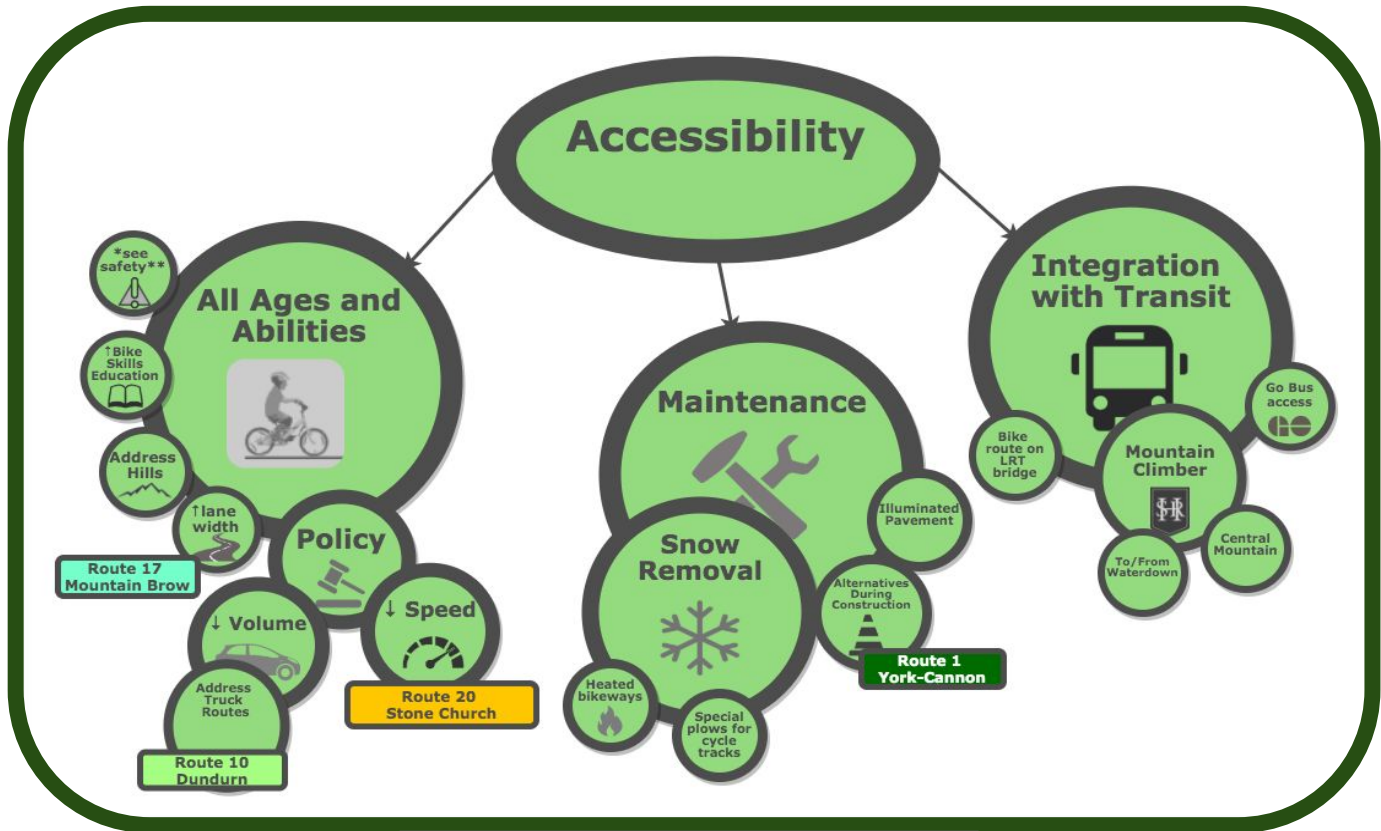 Accessibility
*see
safety**
All Ages and
Abilities
↑Bike
Skills
Education
Address
Hills
↑lane
width
Route 17
Mountain Brow
Policy
↓ Volume
↓ Speed
Address
Truck
Routes
Route 20
Stone Church
Route 10
Dundurn
Maintenance
Illuminated
Pavement
Snow
Removal
Alternatives
During
Construction
Route 1
York-Cannon
Heated
bikeways
Special
plows for
cycle
tracks
Integration
with Transit
Go Bus
access
GO
Bike
route on
LRT
bridge
Mountain
Climber
HSR
To/From
Waterdown
Central
Mountain